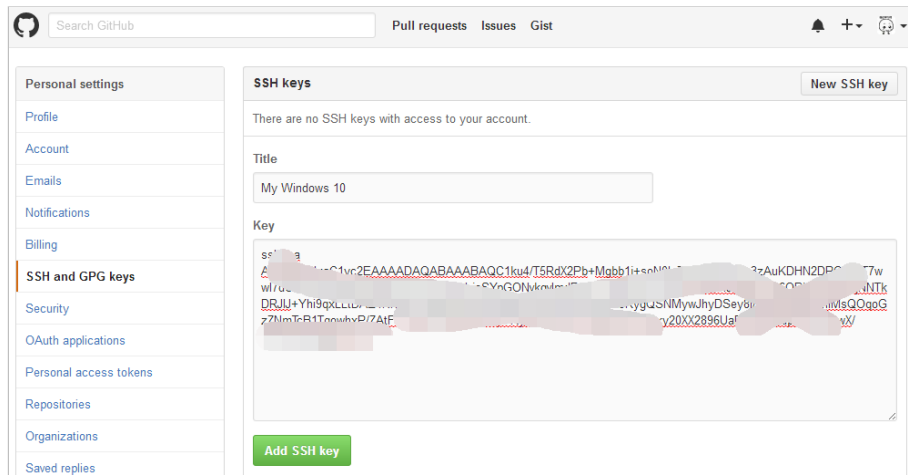 Search GitHub
Pull requests Issues Gist
Personal settings
Profile
Account
Emails
Notifications
Billing
SSH and GPG keys
Security
OAuth applications
Personal access tokens
Repositories
Organizations
Saved replies
SSH keys
New SSH key
There are no SSH keys with access to your account.
Title
My Windows 10
Key
Add SSH key